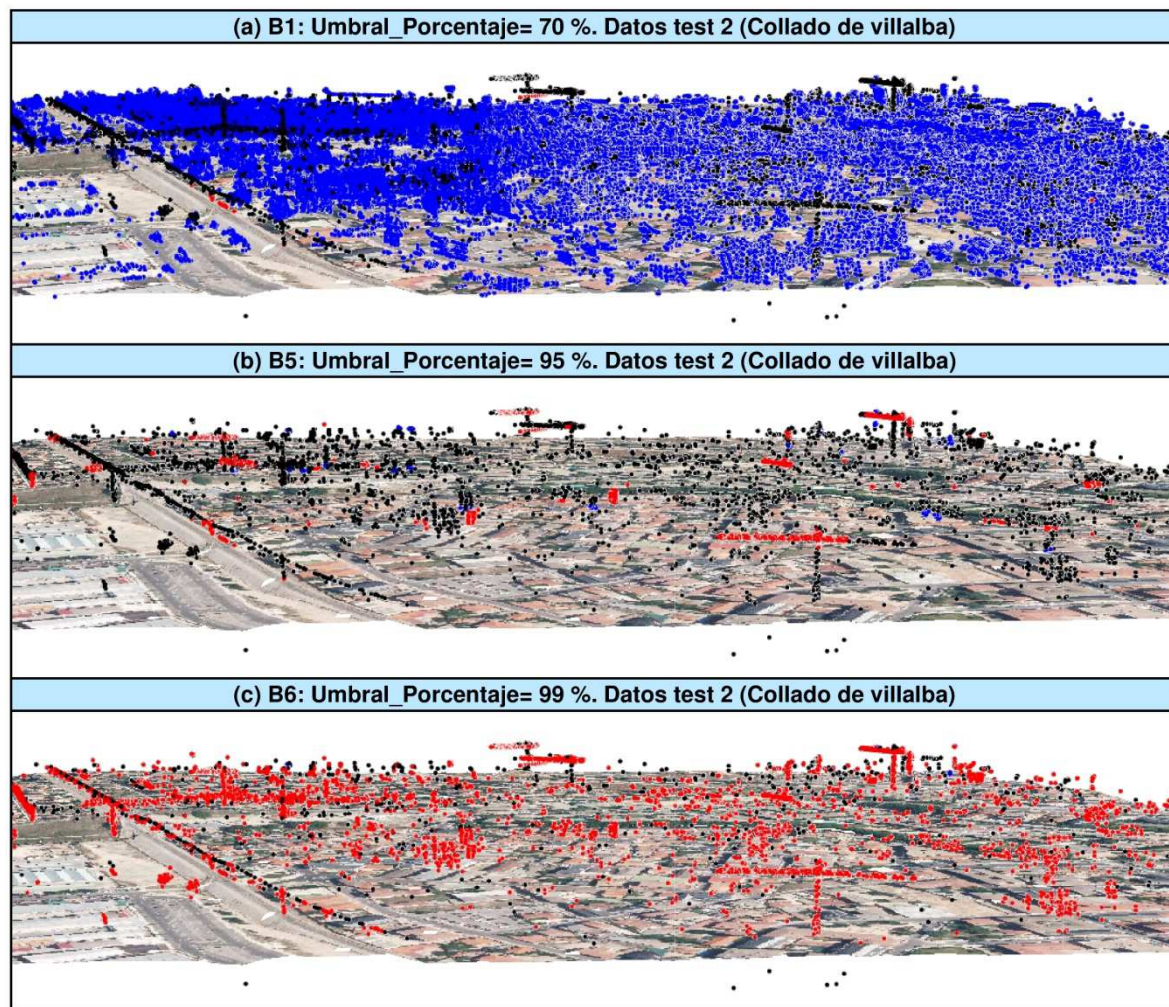 (a) B1: Umbral_Porcentaje= 70 %. Datos test 2 (Collado de villalba)
(b) B5: Umbral_Porcentaje= 95 %. Datos test 2 (Collado de villalba)
(c) B6: Umbral_Porcentaje= 99 %. Datos test 2 (Collado de villalba)